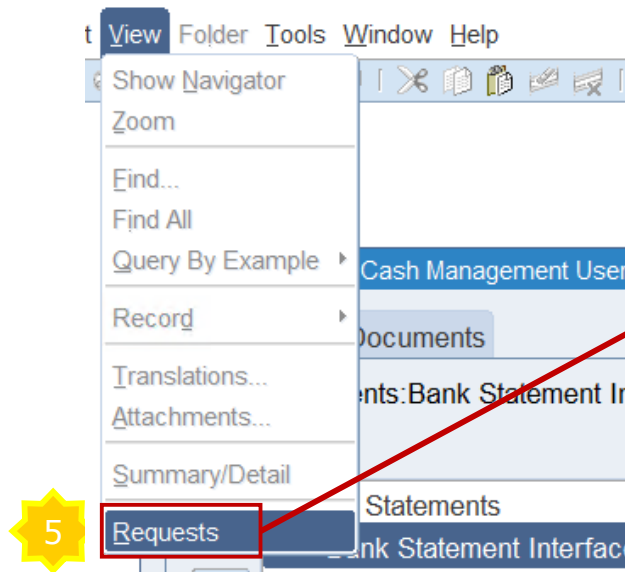 t View Folder Tools Window Help
Show Navigator
Zoom
Find...
Find All
Query By Example
Cash Management User
Record
Documents
Translations...
ents:Bank Statement In
Attachments...
Summary/Detail
Statements
5 Requests
Bank Statement Interface